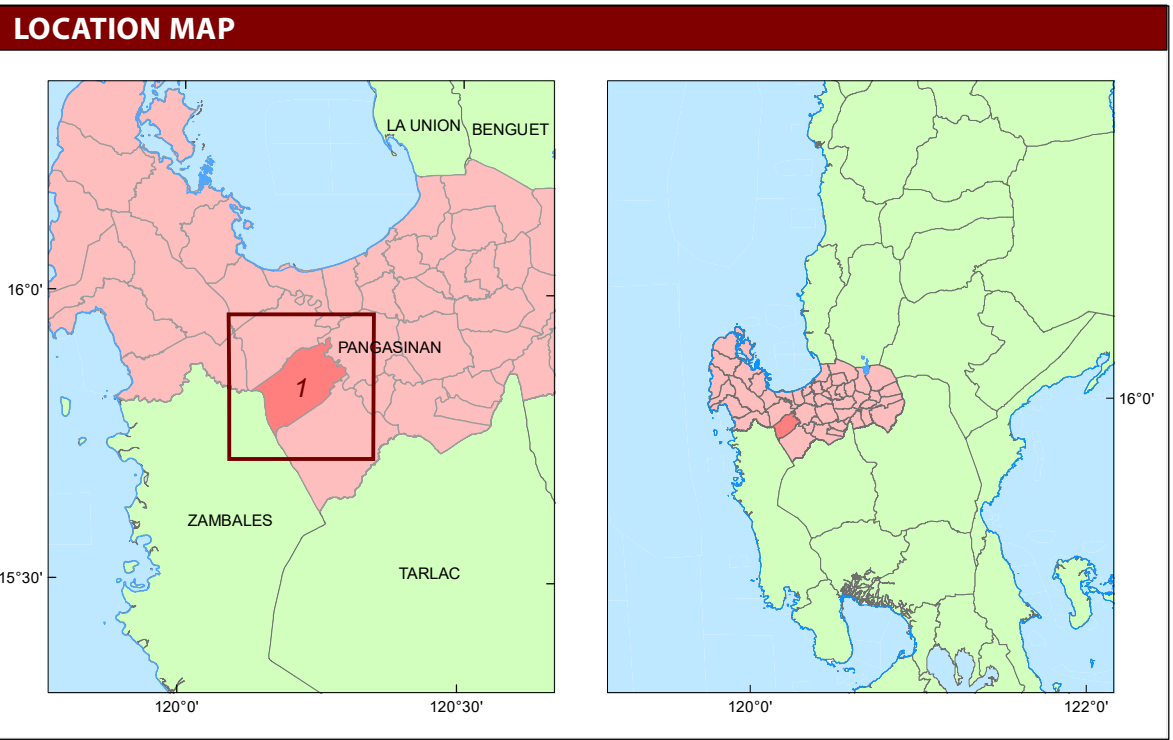 LOCATION MAP
LA UNION
BENGUET
16°0'
PANGASINAN
1
ZAMBALES
TARLAC
15°30'
120°0'
120°30'
16°0'
120°0'
122°0'